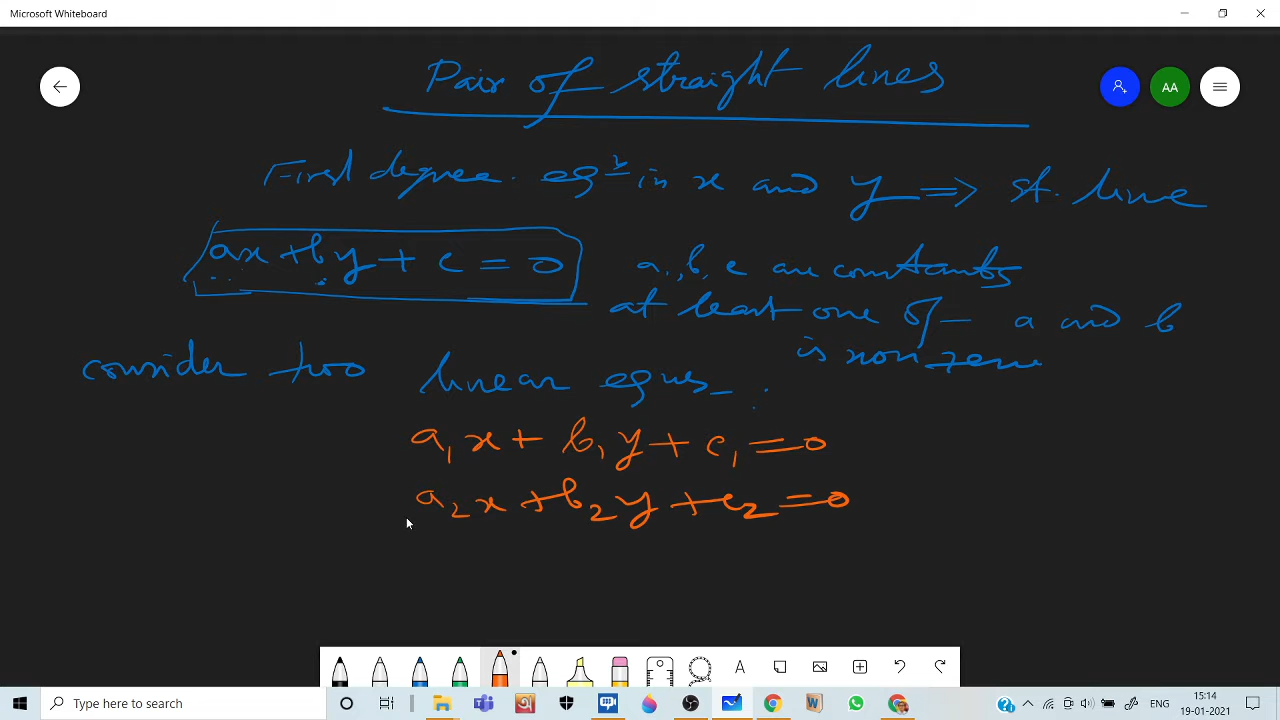 Microsoft Whiteboard
Pair of straight lines
AA
First degree. eqn in x and y ⇒ st. line
ax + by + c = 0
a, b, c are constants
at least one of a and b
is non zero
consider two linear equns.
a₁x + b₁y + c₁ = 0
a₂x + b₂y + c₂ = 0
A
Type here to search
ENG
15:14
19-01-2021